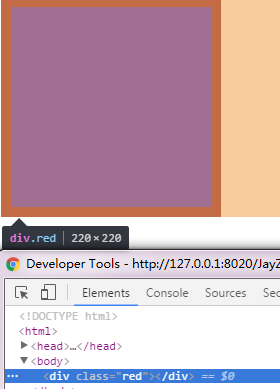 div.red 220×220
Developer Tools - http://127.0.0.1:8020/JayZ
Elements Console Sources
<!DOCTYPE html>
<html>
▶<head>…</head>
▼<body>
··· <div class="red"></div> == $0
</body>